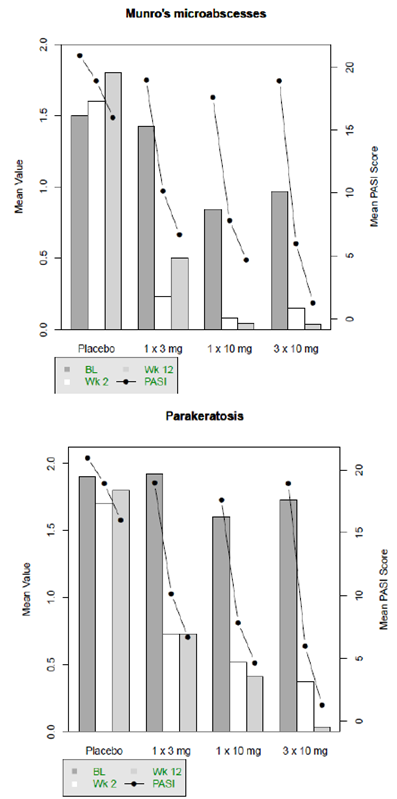 Munro's microabscesses
2.0
1.5
1.0
0.5
0.0
Mean Value
20
15
10
5
0
Mean PASI Score
Placebo 1 x 3 mg 1 x 10 mg 3 x 10 mg
BL Wk 12
Wk 2 PASI
Parakeratosis
2.0
1.5
1.0
0.5
0.0
Mean Value
20
15
10
5
0
Mean PASI Score
Placebo 1 x 3 mg 1 x 10 mg 3 x 10 mg
BL Wk 12
Wk 2 PASI